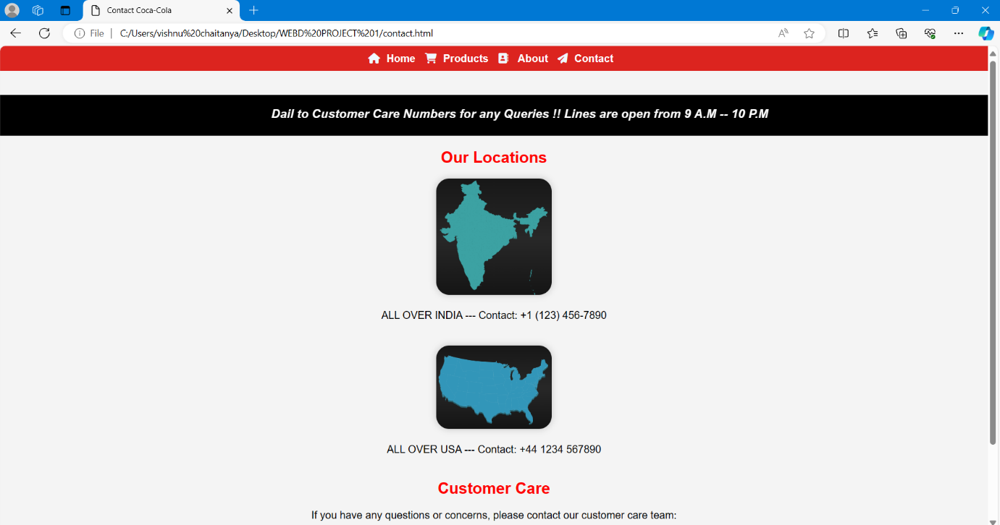 Contact Coca-Cola
File C:/Users/vishnu%20chaitanya/Desktop/WEBD%20PROJECT%201/contact.html
Home Products About Contact
Dail to Customer Care Numbers for any Queries !! Lines are open from 9 A.M -- 10 P.M
Our Locations
ALL OVER INDIA --- Contact: +1 (123) 456-7890
ALL OVER USA --- Contact: +44 1234 567890
Customer Care
If you have any questions or concerns, please contact our customer care team: